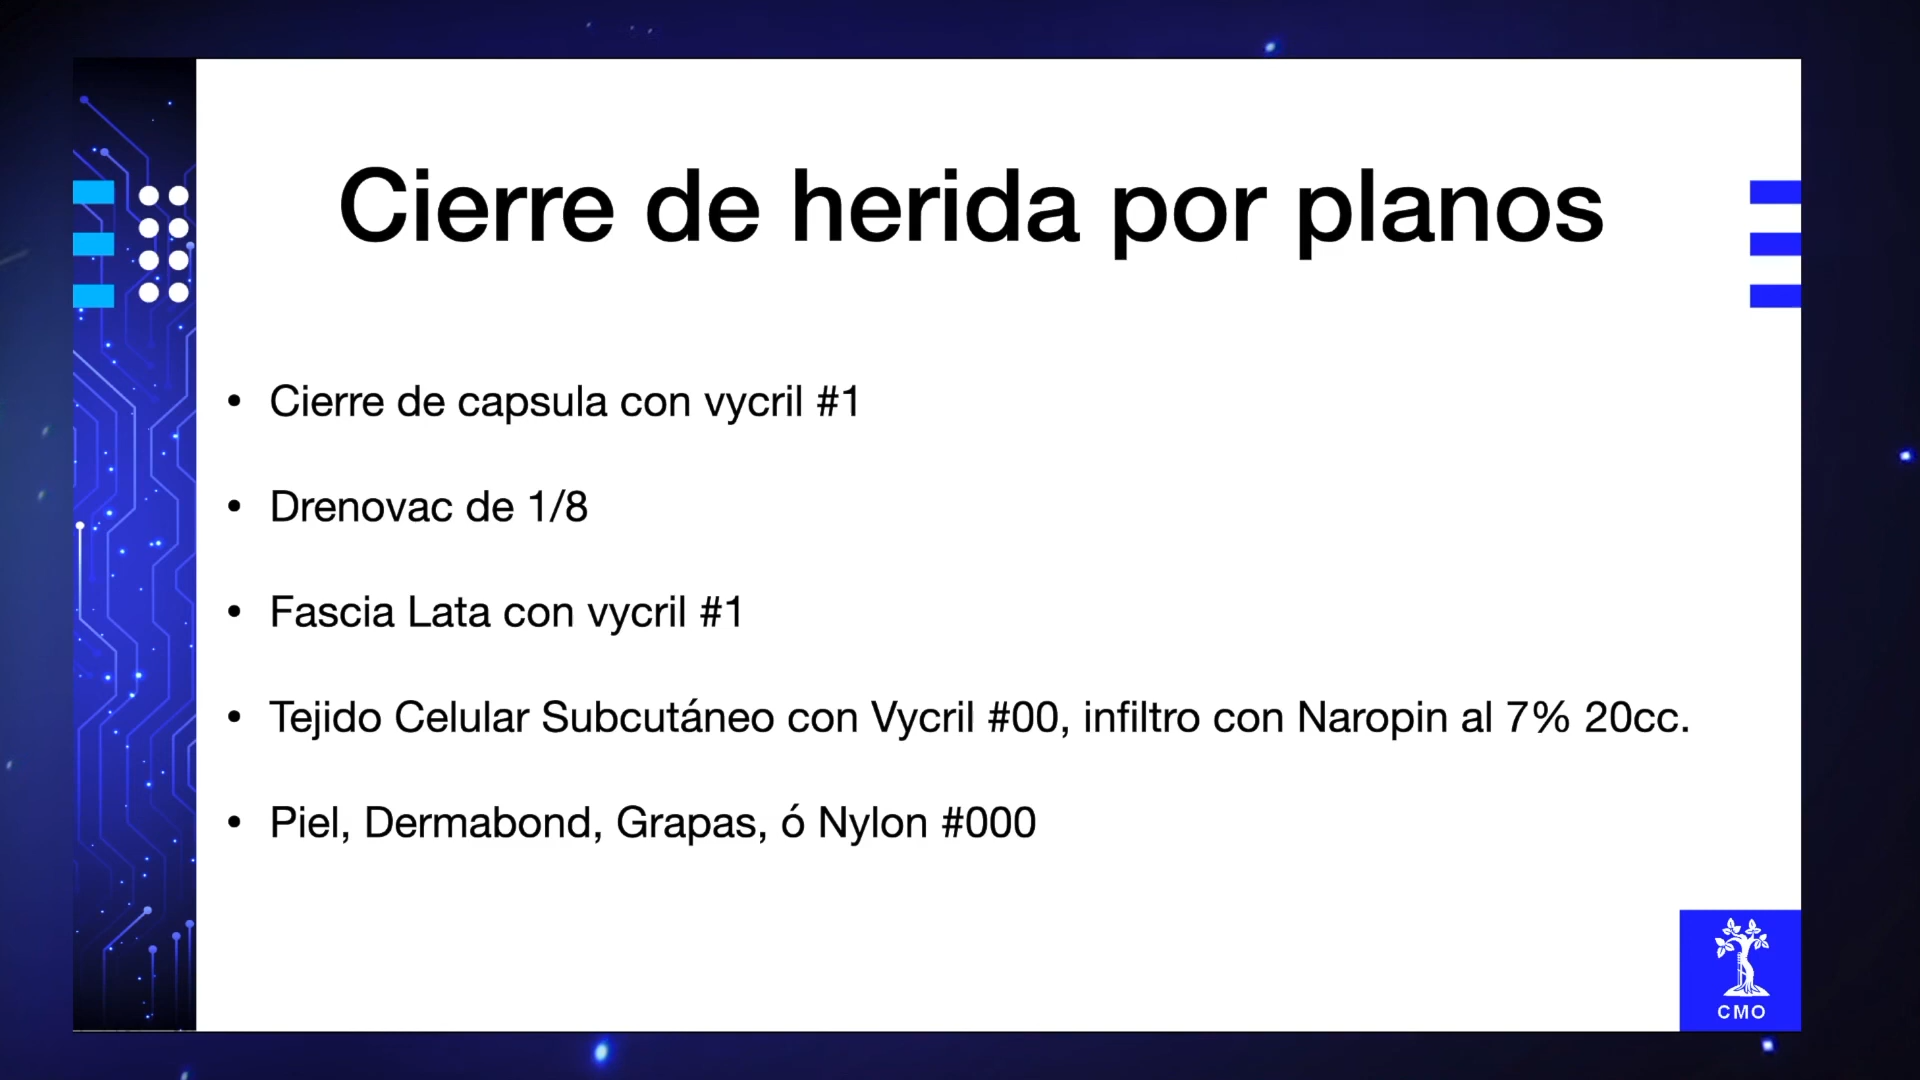 Cierre de herida por planos
• Cierre de capsula con vycril #1
• Drenovac de 1/8
• Fascia Lata con vycril #1
• Tejido Celular Subcutáneo con Vycril #00, infiltro con Naropin al 7% 20cc.
• Piel, Dermabond, Grapas, ó Nylon #000
CMO